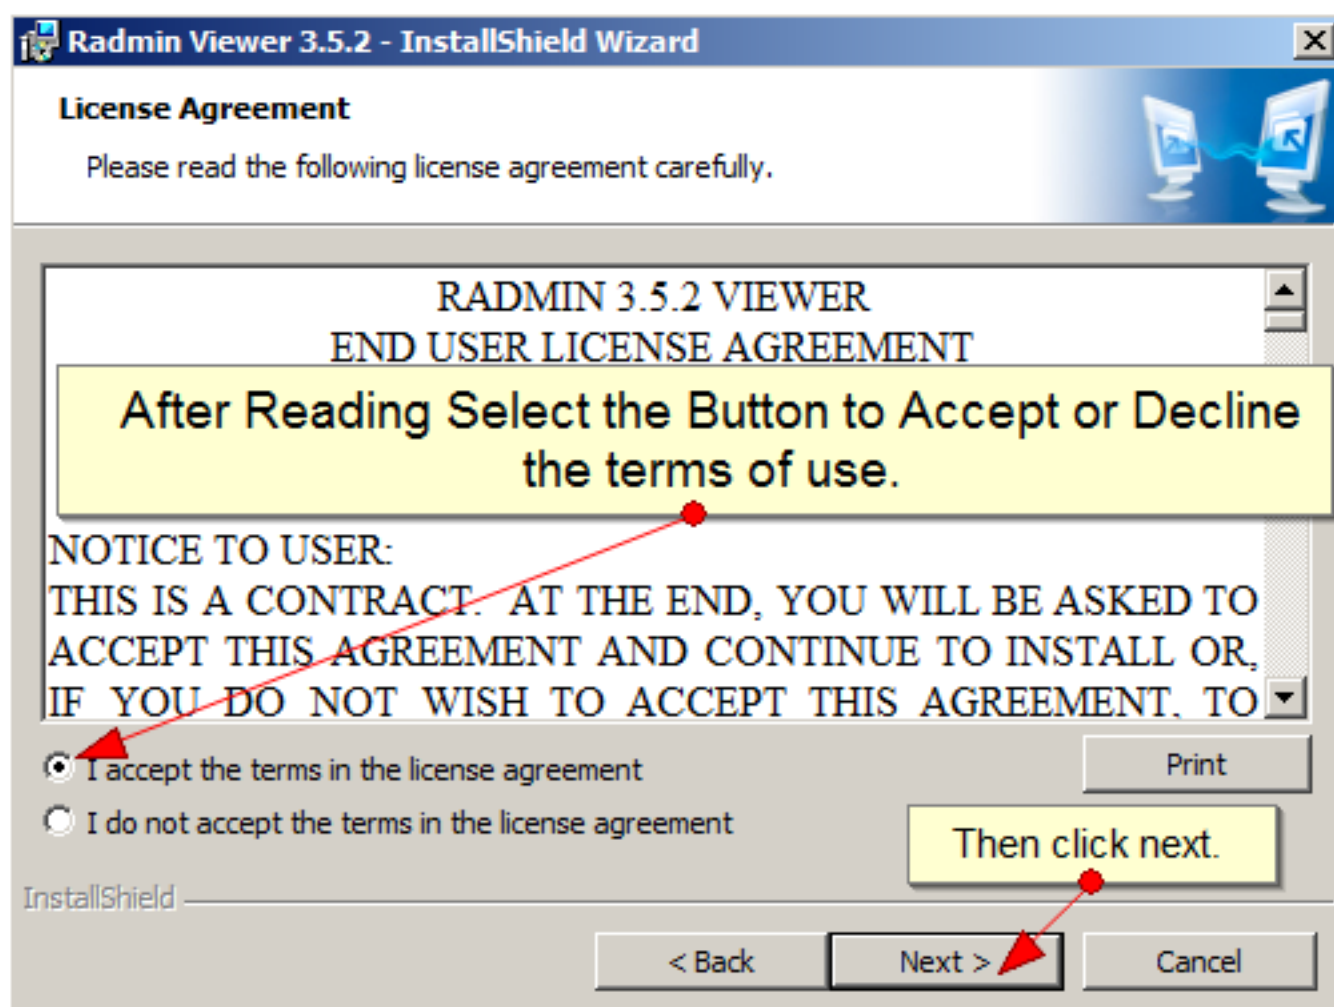 Radmin Viewer 3.5.2 - InstallShield Wizard
License Agreement
Please read the following license agreement carefully.
RADMIN 3.5.2 VIEWER
END USER LICENSE AGREEMENT
After Reading Select the Button to Accept or Decline
the terms of use.
NOTICE TO USER:
THIS IS A CONTRACT. AT THE END, YOU WILL BE ASKED TO
ACCEPT THIS AGREEMENT AND CONTINUE TO INSTALL OR,
IF YOU DO NOT WISH TO ACCEPT THIS AGREEMENT, TO
I accept the terms in the license agreement
Print
I do not accept the terms in the license agreement
Then click next.
InstallShield
< Back
Next >
Cancel